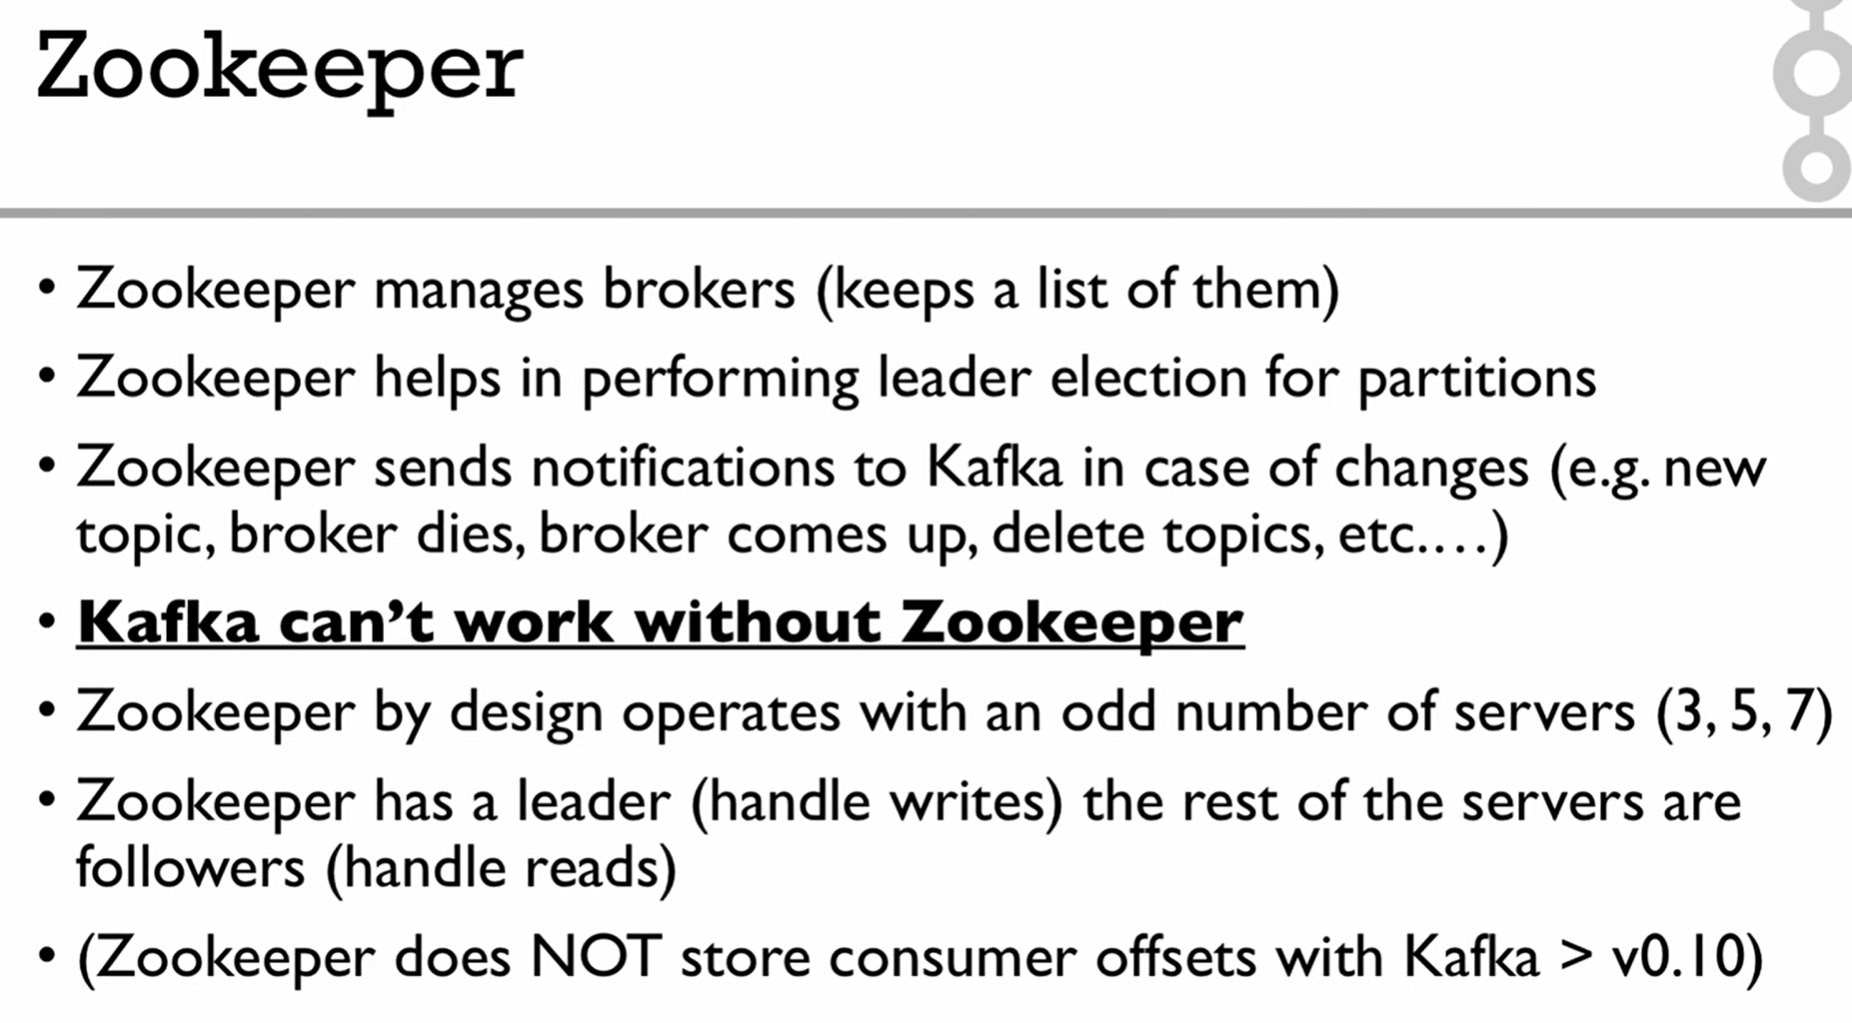 Zookeeper
• Zookeeper manages brokers (keeps a list of them)
• Zookeeper helps in performing leader election for partitions
• Zookeeper sends notifications to Kafka in case of changes (e.g. new
topic, broker dies, broker comes up, delete topics, etc.…)
• Kafka can’t work without Zookeeper
• Zookeeper by design operates with an odd number of servers (3, 5, 7)
• Zookeeper has a leader (handle writes) the rest of the servers are
followers (handle reads)
• (Zookeeper does NOT store consumer offsets with Kafka > v0.10)